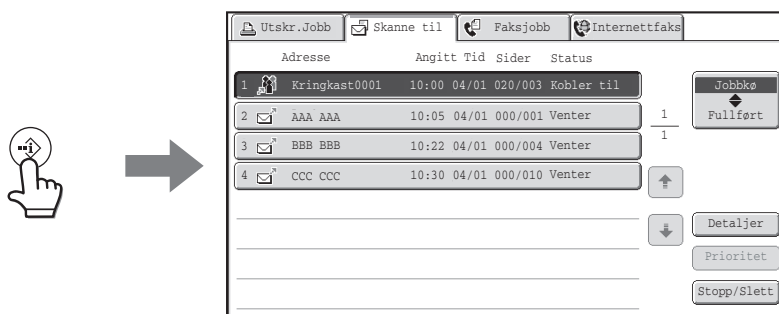 Utskr.Jobb Skanne til Faksjobb Internettfaks
Adresse Angitt Tid Sider Status
1 Kringkast0001 10:00 04/01 020/003 Kobler til
Jobbkø
Fullført
2 AAA AAA 10:05 04/01 000/001 Venter
1
1
3 BBB BBB 10:22 04/01 000/004 Venter
4 CCC CCC 10:30 04/01 000/010 Venter
Detaljer
Prioritet
Stopp/Slett